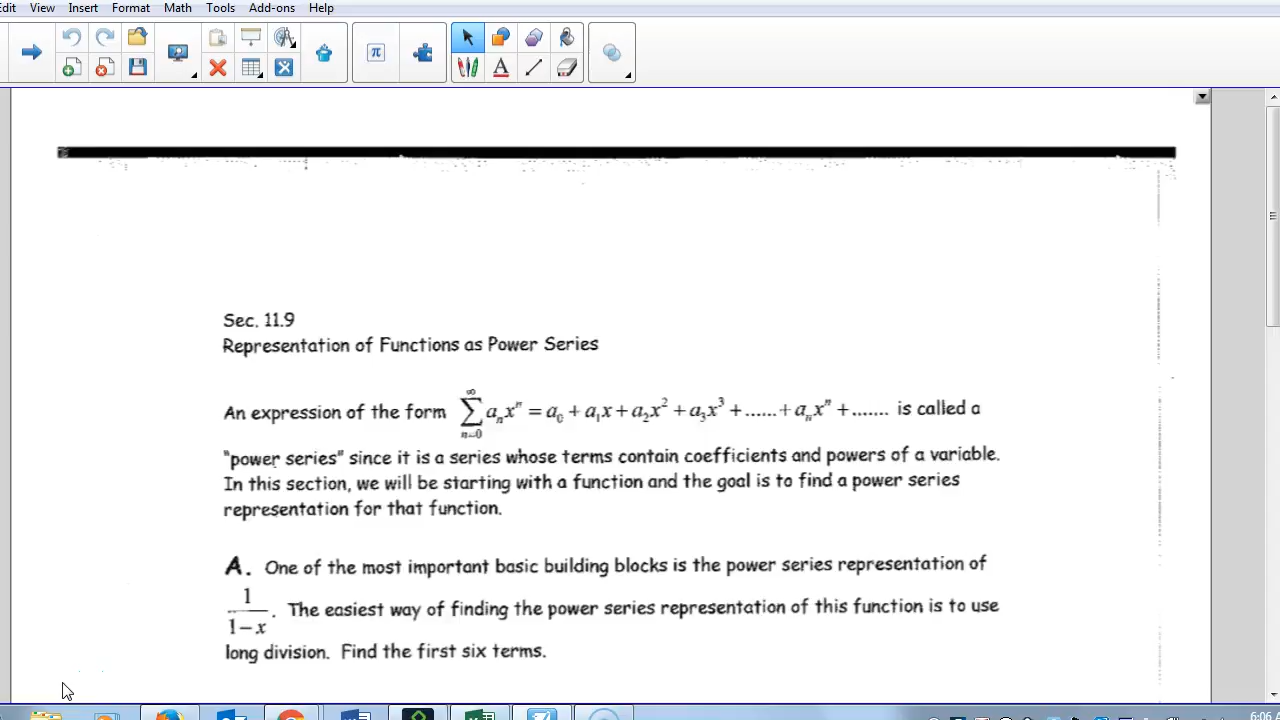 Edit View Insert Format Math Tools Add-ons Help
π
A
Sec. 11.9
Representation of Functions as Power Series
An expression of the form ∑_{n=0}^{∞} aₙxⁿ = a₀ + a₁x + a₂x² + a₃x³ + ......+ aₙxⁿ + ....... is called a
"power series" since it is a series whose terms contain coefficients and powers of a variable.
In this section, we will be starting with a function and the goal is to find a power series
representation for that function.
A. One of the most important basic building blocks is the power series representation of
1/(1−x). The easiest way of finding the power series representation of this function is to use
long division. Find the first six terms.